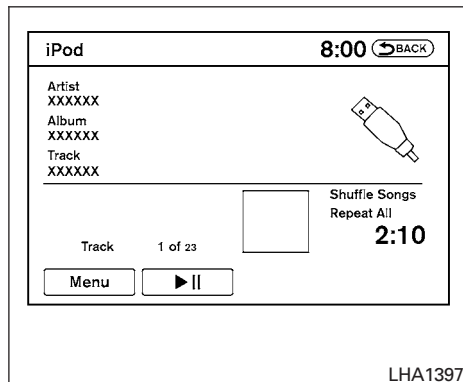 iPod 8:00 BACK
Artist
XXXXXX
Album
XXXXXX
Track
XXXXXX
Shuffle Songs
Repeat All
2:10
Track 1 of 23
Menu
LHA1397